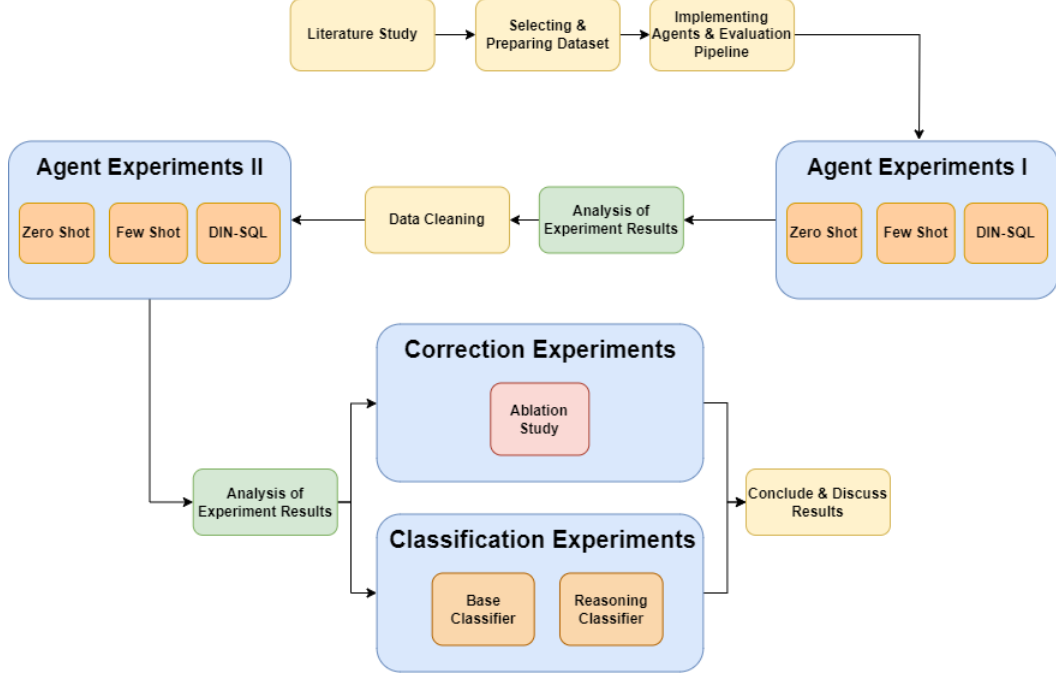 Literature Study
Selecting &
Preparing Dataset
Implementing
Agents & Evaluation
Pipeline
Agent Experiments II
Zero Shot
Few Shot
DIN-SQL
Data Cleaning
Analysis of
Experiment Results
Agent Experiments I
Zero Shot
Few Shot
DIN-SQL
Correction Experiments
Ablation
Study
Analysis of
Experiment Results
Conclude & Discuss
Results
Classification Experiments
Base
Classifier
Reasoning
Classifier